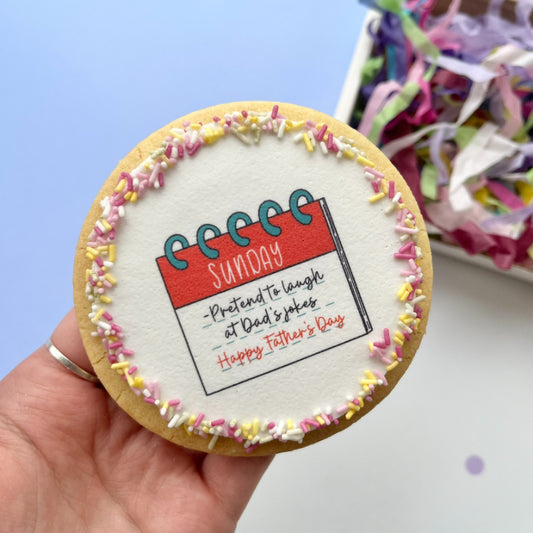 SUNDAY
-Pretend to laugh
at Dad's jokes
Happy Father's Day